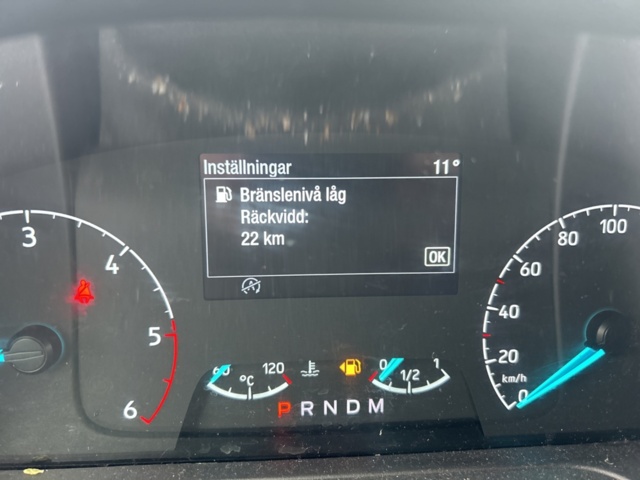 Inställningar 11°
Bränslenivå låg
Räckvidd:
22 km
OK
3
4
5
6
60 120
°C
0 1/2 1
PRNDM
100
80
60
40
20
0
km/h